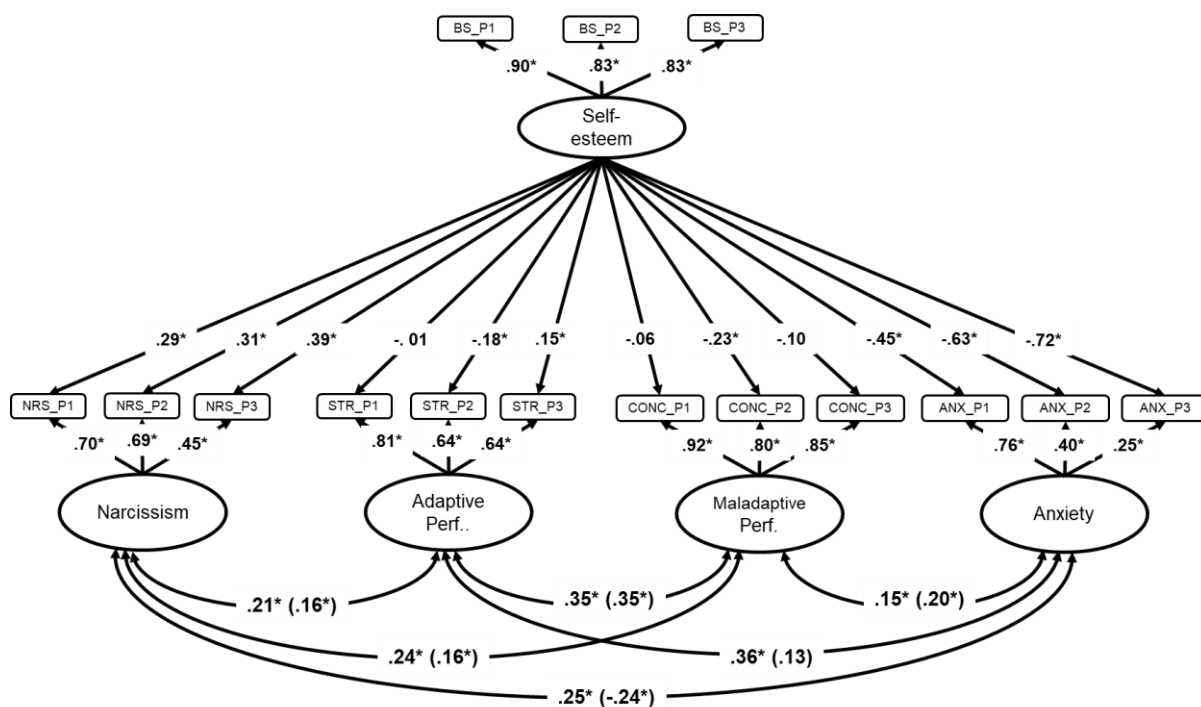 BS_P1 BS_P2 BS_P3
.90* .83* .83*
Self-
esteem
.29* .31* .39* -. 01 -.18* .15* -.06 -.23* -.10 -.45* -.63* -.72*
NRS_P1 NRS_P2 NRS_P3 STR_P1 STR_P2 STR_P3 CONC_P1 CONC_P2 CONC_P3 ANX_P1 ANX_P2 ANX_P3
.70* .69* .45* .81* .64* .64* .92* .80* .85* .76* .40* .25*
Narcissism
Adaptive
Perf..
Maladaptive
Perf.
Anxiety
.21* (.16*) .35* (.35*) .15* (.20*)
.24* (.16*) .36* (.13)
.25* (-.24*)